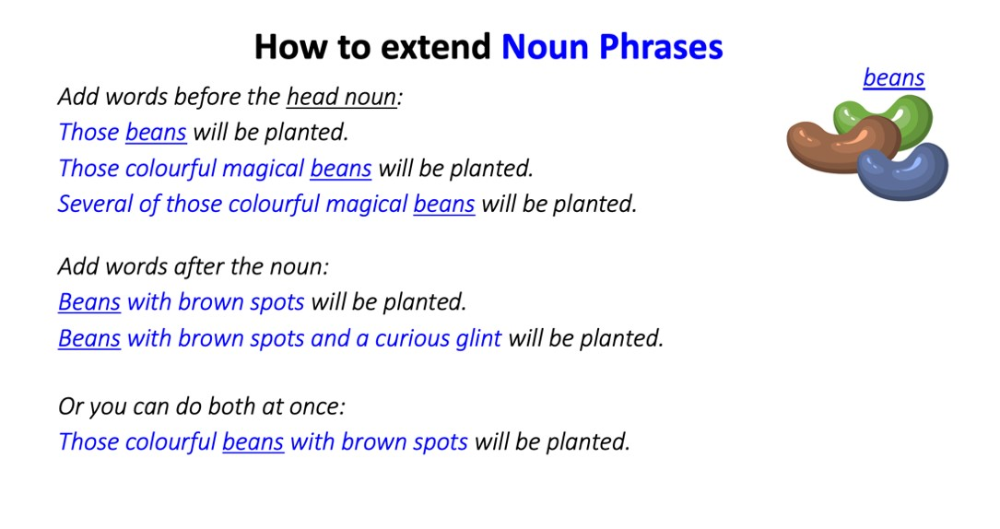 How to extend Noun Phrases
beans
Add words before the head noun:
Those beans will be planted.
Those colourful magical beans will be planted.
Several of those colourful magical beans will be planted.
Add words after the noun:
Beans with brown spots will be planted.
Beans with brown spots and a curious glint will be planted.
Or you can do both at once:
Those colourful beans with brown spots will be planted.